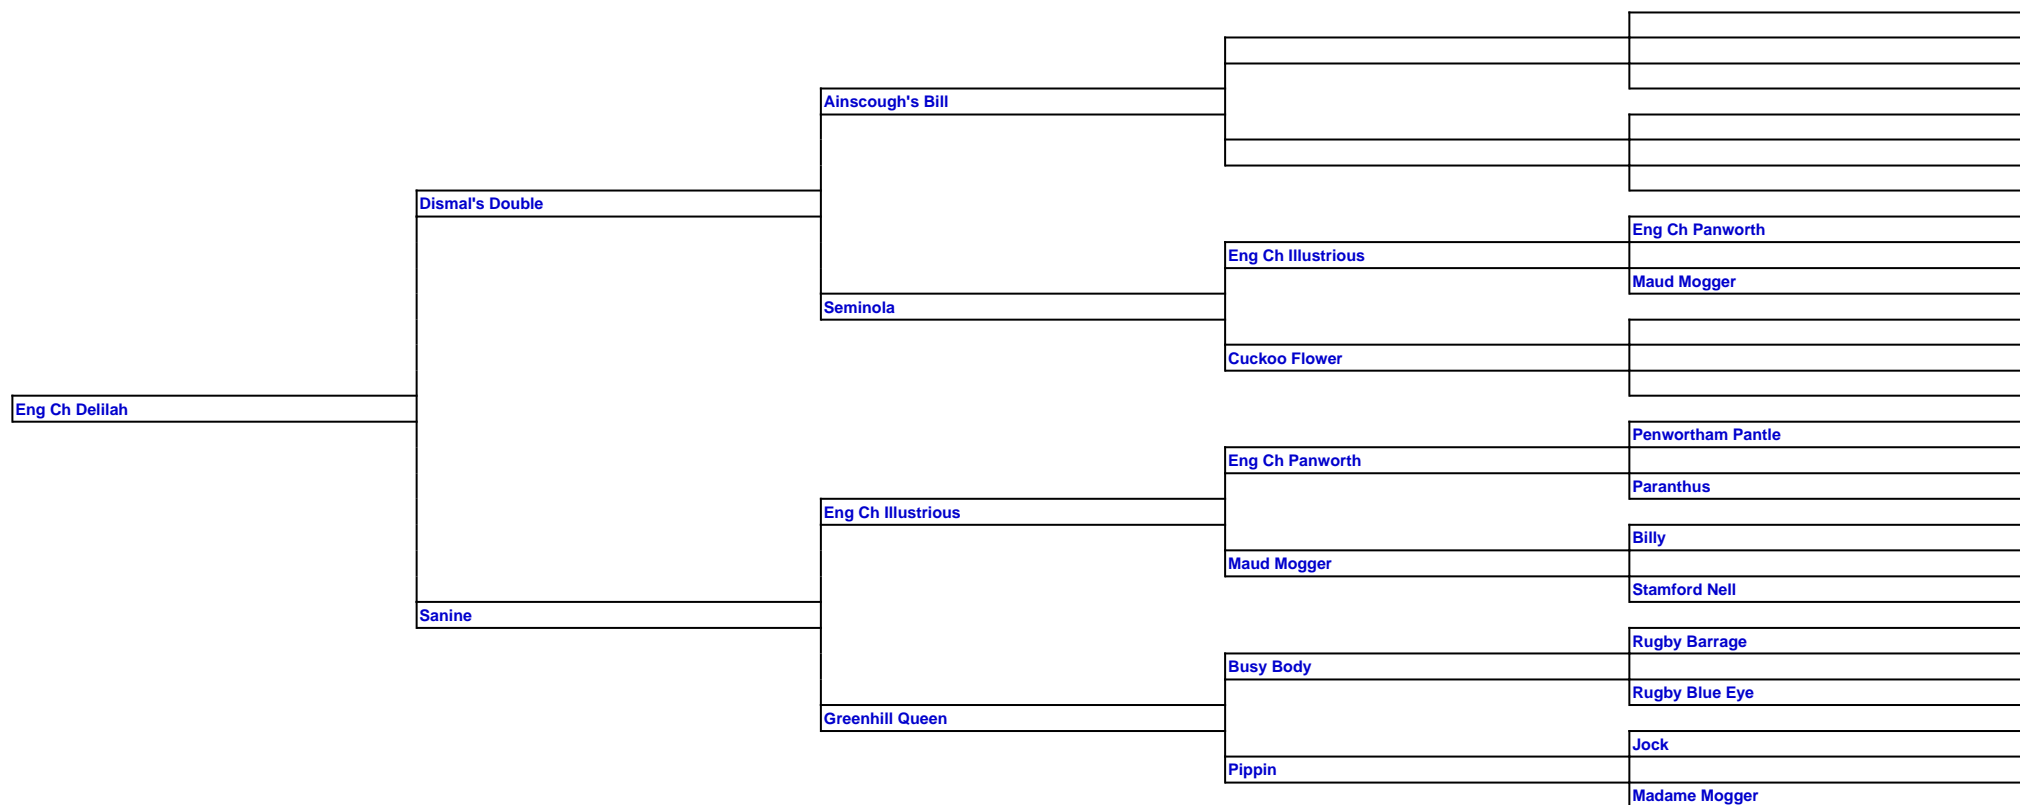 Ainscough's Bill
Dismal's Double
Eng Ch Panworth
Eng Ch Illustrious
Maud Mogger
Seminola
Cuckoo Flower
Eng Ch Delilah
Penwortham Pantle
Eng Ch Panworth
Paranthus
Eng Ch Illustrious
Billy
Maud Mogger
Stamford Nell
Sanine
Rugby Barrage
Busy Body
Rugby Blue Eye
Greenhill Queen
Jock
Pippin
Madame Mogger